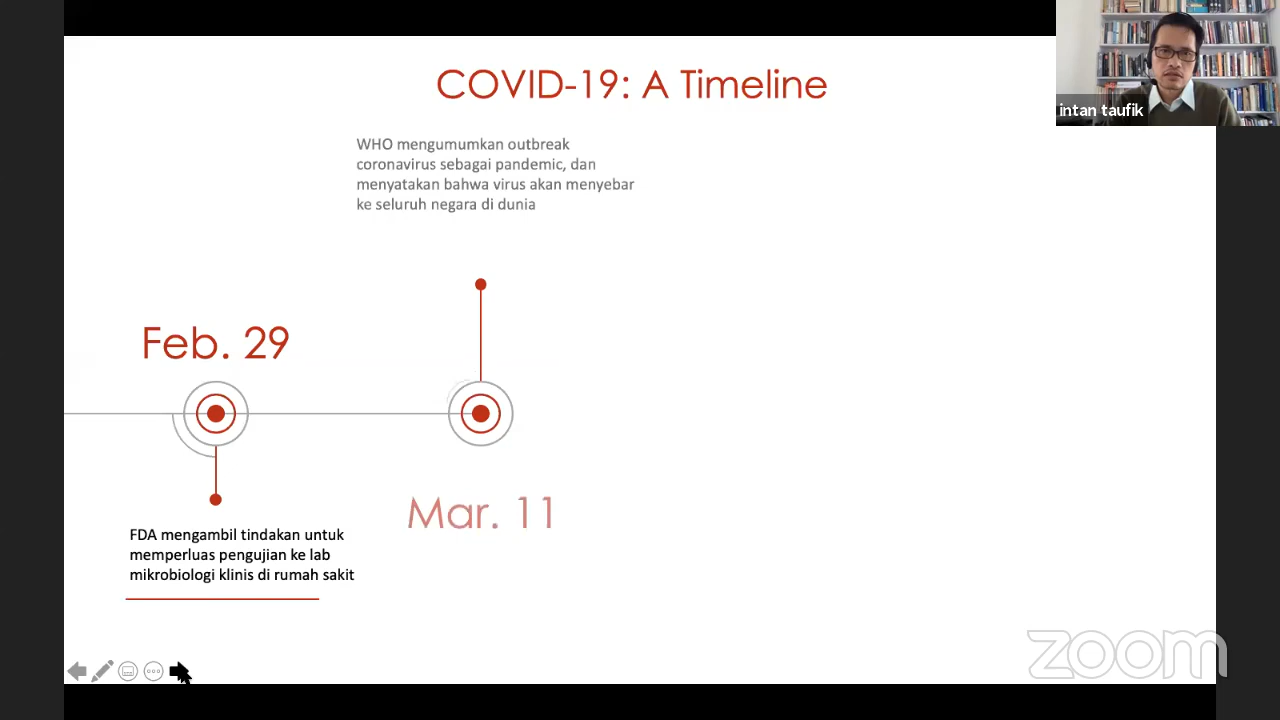 COVID-19: A Timeline
intan taufik
WHO mengumumkan outbreak
coronavirus sebagai pandemic, dan
menyatakan bahwa virus akan menyebar
ke seluruh negara di dunia
Feb. 29
Mar. 11
FDA mengambil tindakan untuk
memperluas pengujian ke lab
mikrobiologi klinis di rumah sakit
zoom